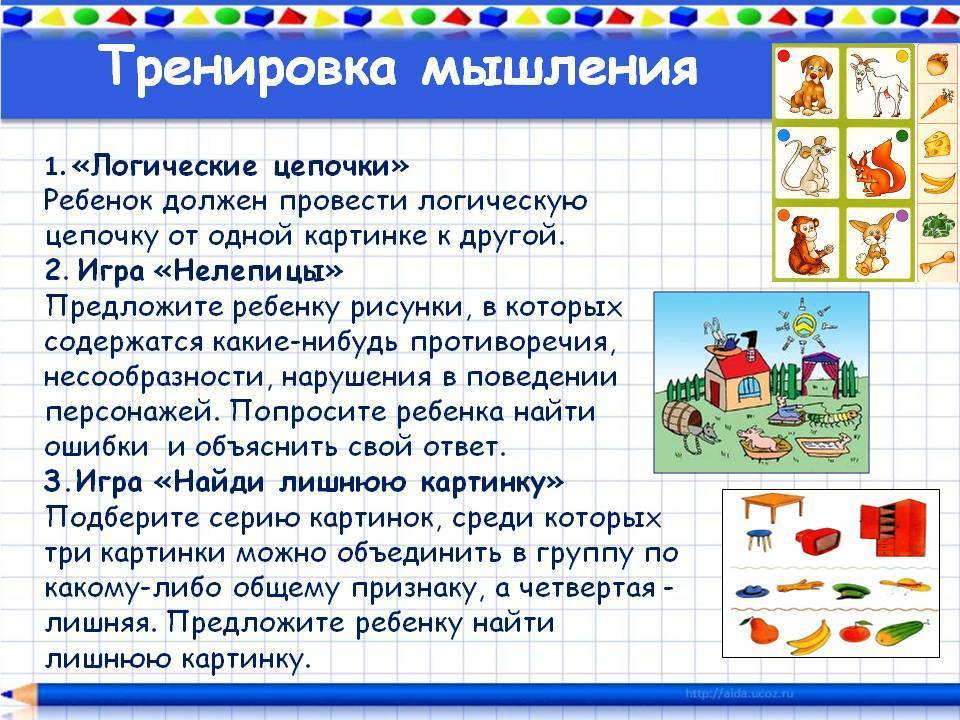 Тренировка мышления
1. «Логические цепочки»
Ребенок должен провести логическую
цепочку от одной картинке к другой.
2. Игра «Нелепицы»
Предложите ребенку рисунки, в которых
содержатся какие-нибудь противоречия,
несообразности, нарушения в поведении
персонажей. Попросите ребенка найти
ошибки и объяснить свой ответ.
3.Игра «Найди лишнюю картинку»
Подберите серию картинок, среди которых
три картинки можно объединить в группу по
какому-либо общему признаку, а четвертая -
лишняя. Предложите ребенку найти
лишнюю картинку.
http://aida.ucoz.ru